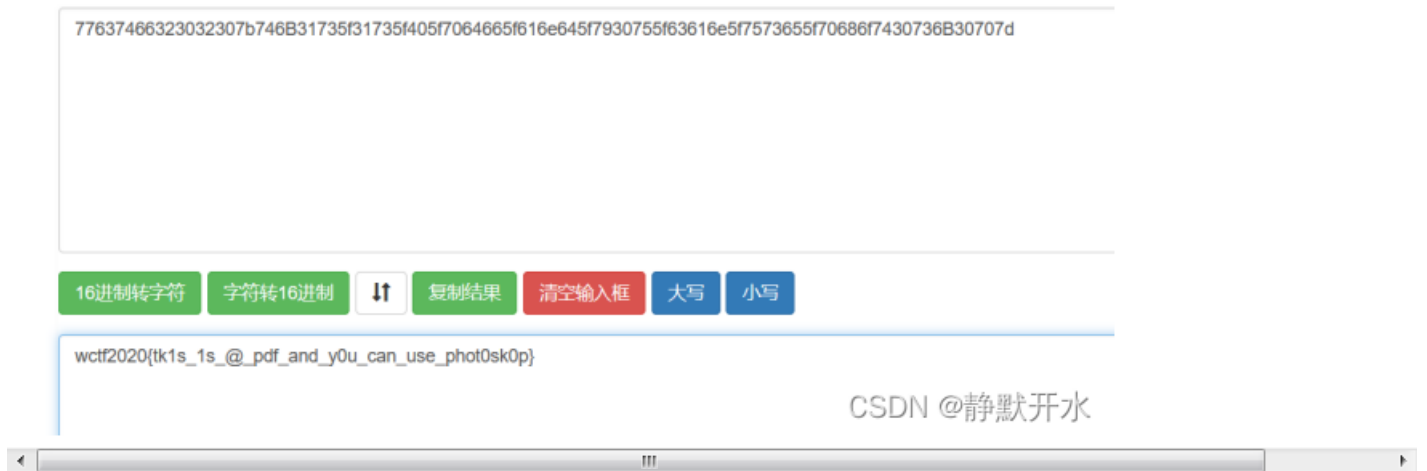 77637466323032307b746B31735f31735f405f7064665f616e645f7930755f63616e5f7573655f70686f7430736B30707d
16进制转字符 字符转16进制 复制结果 清空输入框 大写 小写
wctf2020{tk1s_1s_@_pdf_and_y0u_can_use_phot0sk0p}
CSDN @静默开水